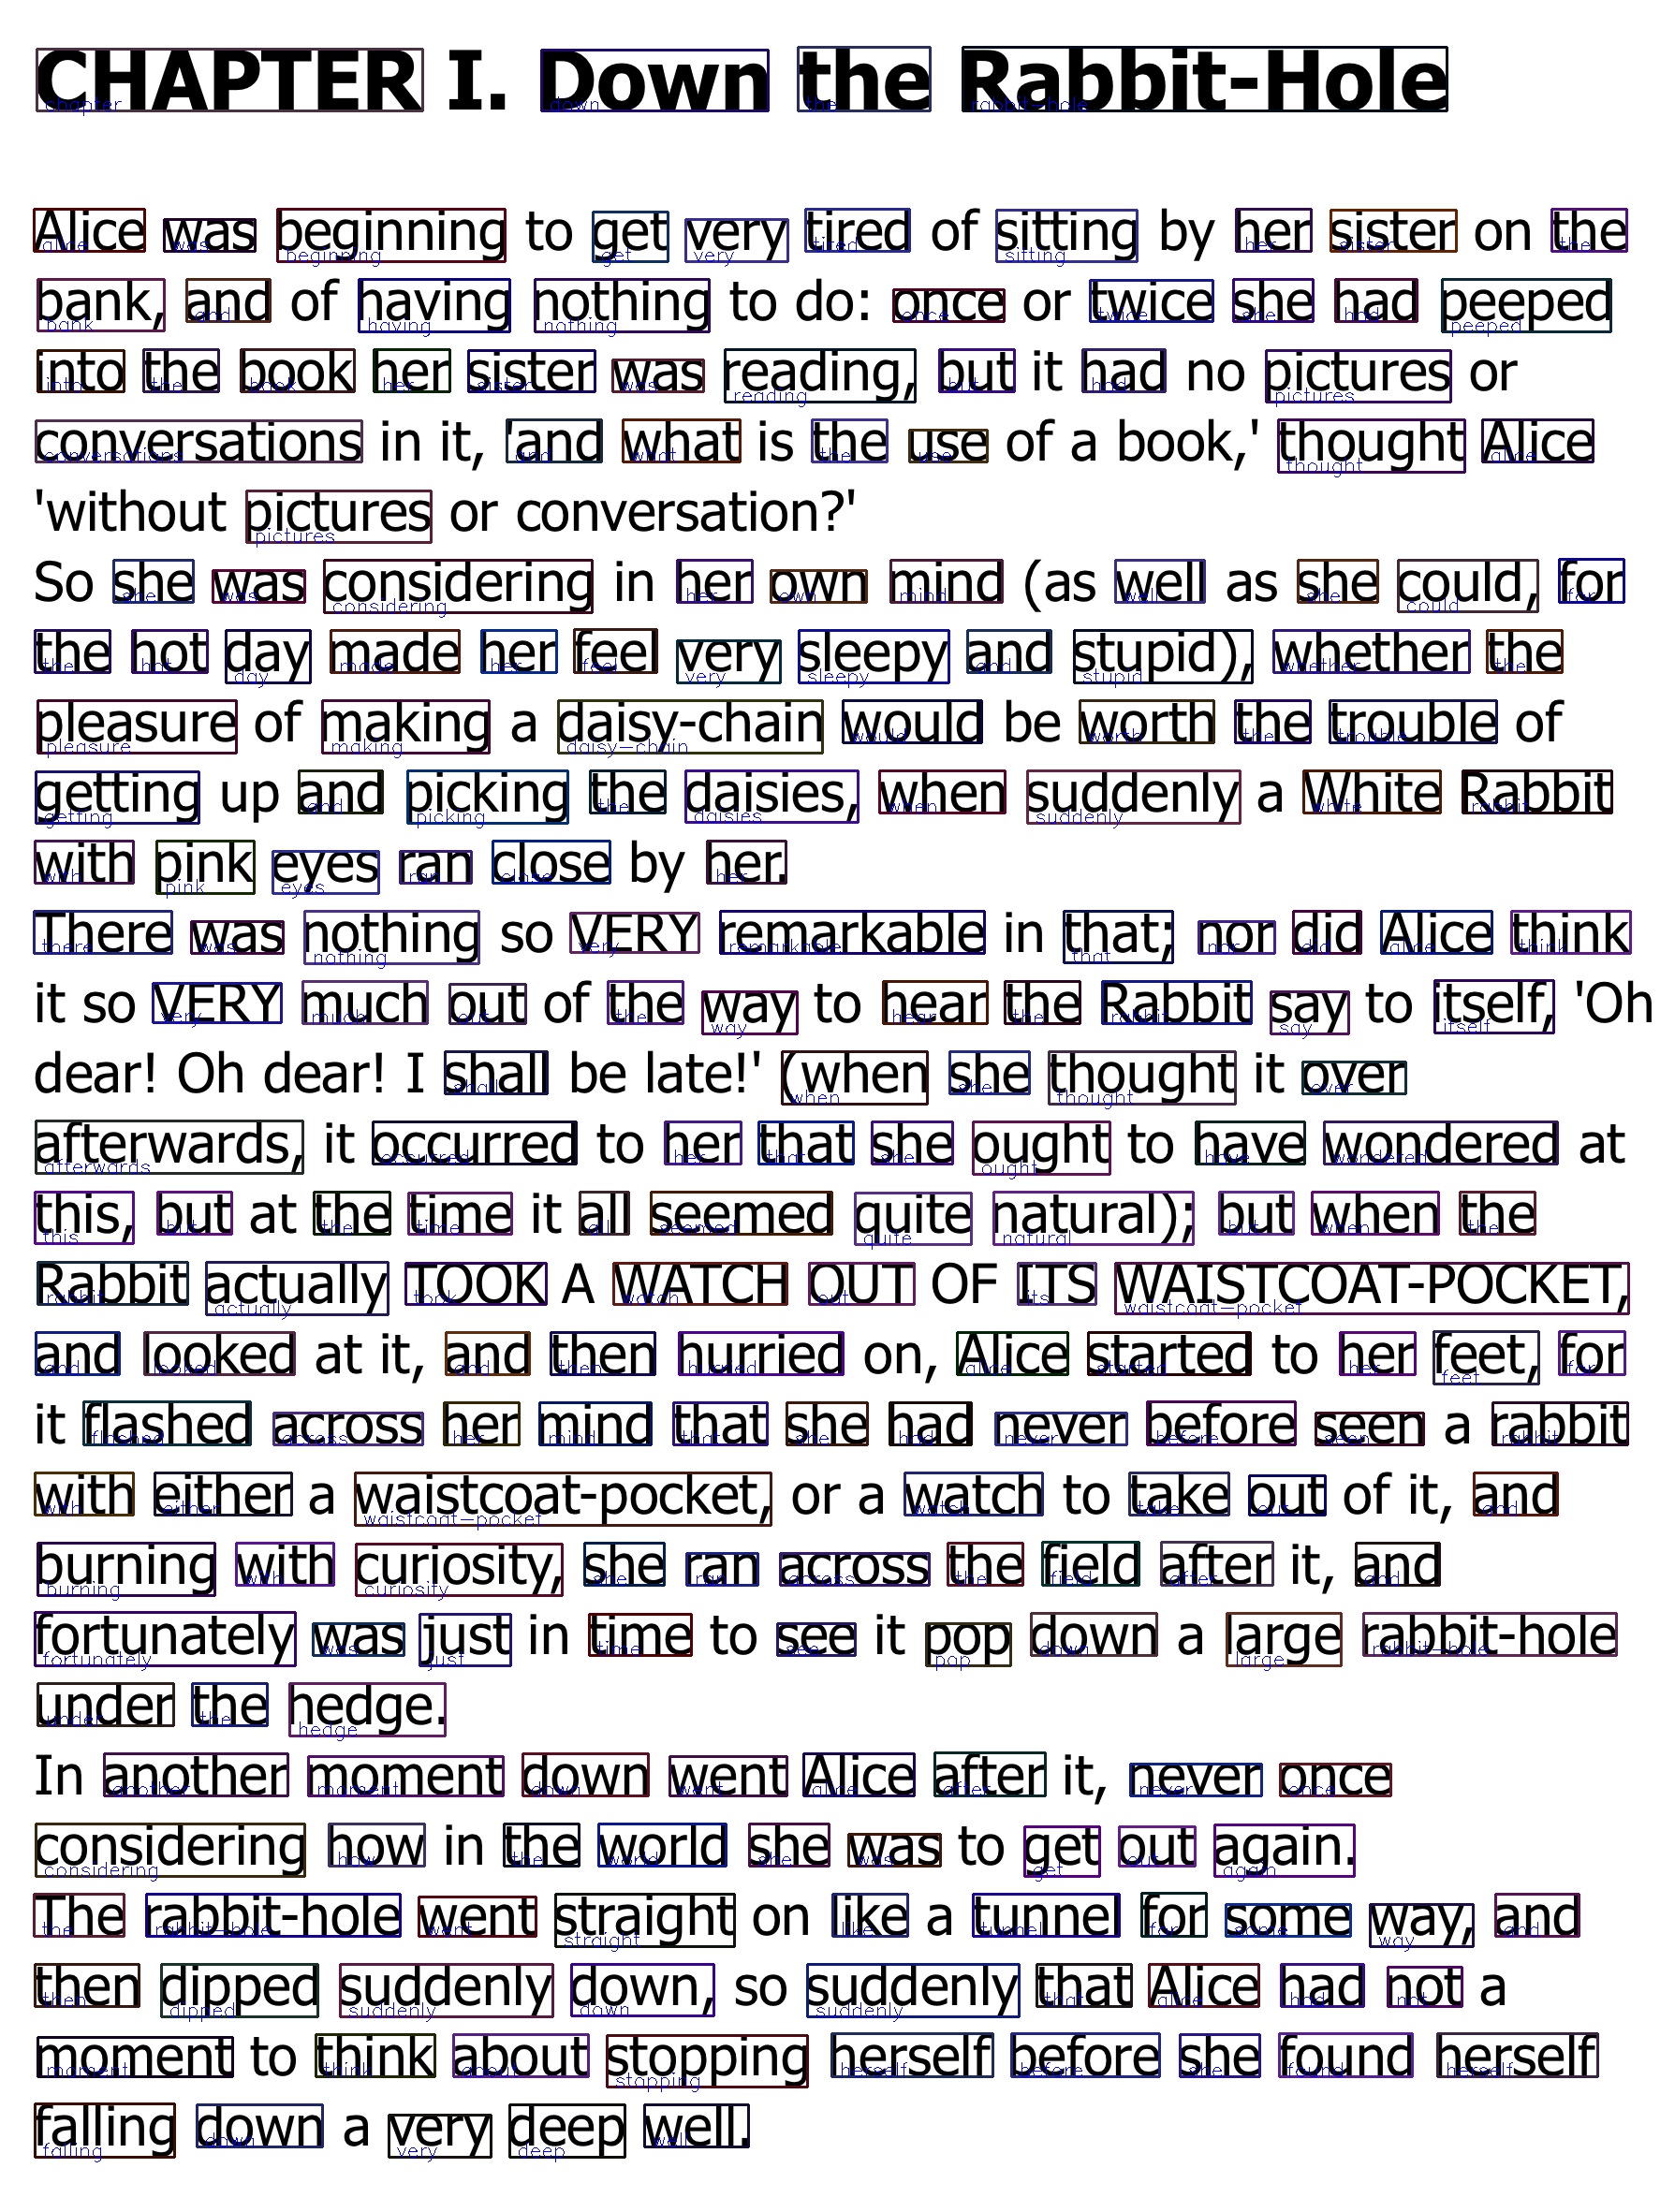 CHAPTER I. Down the Rabbit-Hole
Alice was beginning to get very tired of sitting by her sister on the
bank, and of having nothing to do: once or twice she had peeped
into the book her sister was reading, but it had no pictures or
conversations in it, 'and what is the use of a book,' thought Alice
'without pictures or conversation?'
So she was considering in her own mind (as well as she could, for
the hot day made her feel very sleepy and stupid), whether the
pleasure of making a daisy-chain would be worth the trouble of
getting up and picking the daisies, when suddenly a White Rabbit
with pink eyes ran close by her.
There was nothing so VERY remarkable in that; nor did Alice think
it so VERY much out of the way to hear the Rabbit say to itself, 'Oh
dear! Oh dear! I shall be late!' (when she thought it over
afterwards, it occurred to her that she ought to have wondered at
this, but at the time it all seemed quite natural); but when the
Rabbit actually TOOK A WATCH OUT OF ITS WAISTCOAT-POCKET,
and looked at it, and then hurried on, Alice started to her feet, for
it flashed across her mind that she had never before seen a rabbit
with either a waistcoat-pocket, or a watch to take out of it, and
burning with curiosity, she ran across the field after it, and
fortunately was just in time to see it pop down a large rabbit-hole
under the hedge.
In another moment down went Alice after it, never once
considering how in the world she was to get out again.
The rabbit-hole went straight on like a tunnel for some way, and
then dipped suddenly down, so suddenly that Alice had not a
moment to think about stopping herself before she found herself
falling down a very deep well.